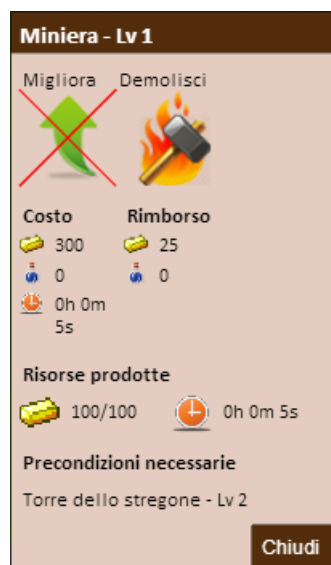 Miniera - Lv 1
Migliora Demolisci
Costo Rimborso
300 25
0 0
0h 0m
5s
Risorse prodotte
100/100 0h 0m 5s
Precondizioni necessarie
Torre dello stregone - Lv 2
Chiudi